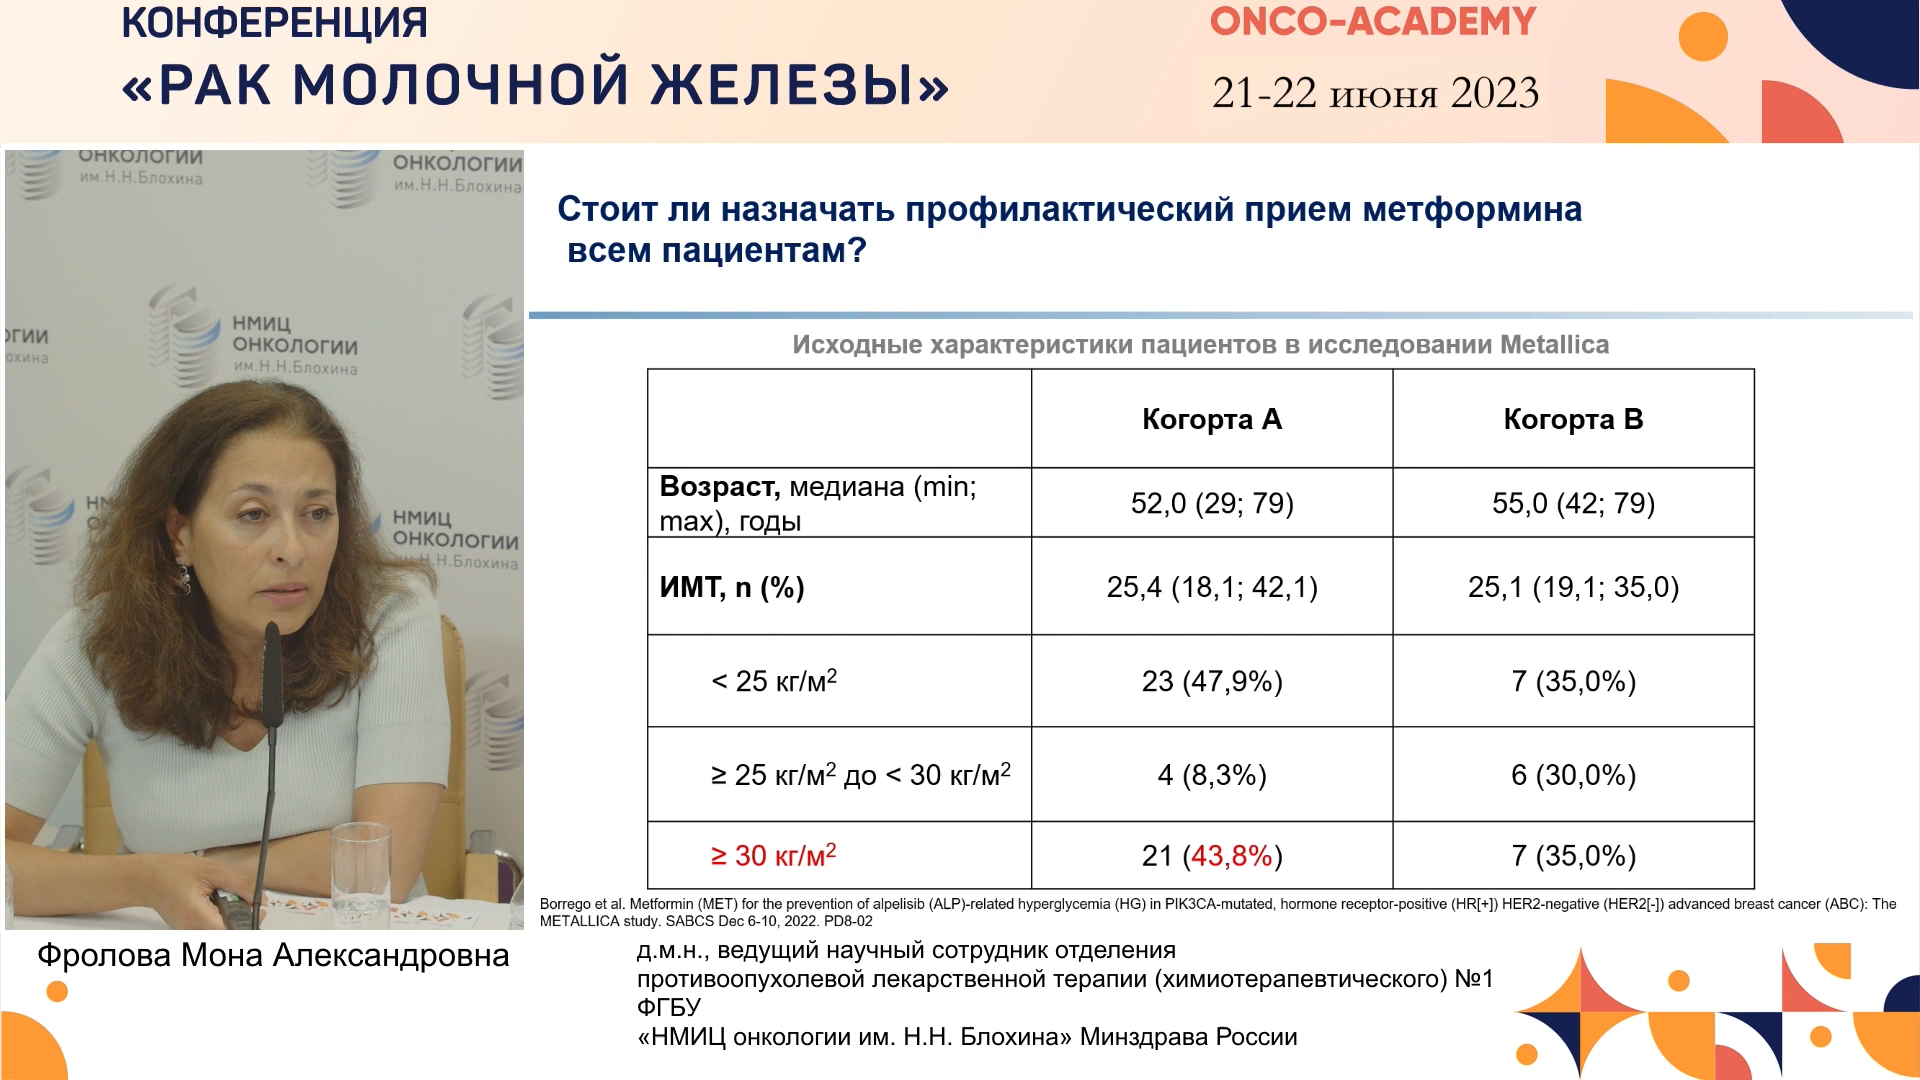 КОНФЕРЕНЦИЯ
«РАК МОЛОЧНОЙ ЖЕЛЕЗЫ»
ONCO-ACADEMY
21-22 июня 2023
ОНКОЛОГИИ
им.Н.Н.Блохина
ОНКОЛОГИИ
им.Н.Н.Блохина
НМИЦ
ОНКОЛОГИИ
им.Н.Н.Блохина
НМИЦ
ОНКОЛОГИИ
им.Н.Н.Блохина
Стоит ли назначать профилактический прием метформина
всем пациентам?
Исходные характеристики пациентов в исследовании Metallica
Когорта А Когорта В
Возраст, медиана (min;
max), годы 52,0 (29; 79) 55,0 (42; 79)
ИМТ, n (%) 25,4 (18,1; 42,1) 25,1 (19,1; 35,0)
< 25 кг/м² 23 (47,9%) 7 (35,0%)
≥ 25 кг/м² до < 30 кг/м² 4 (8,3%) 6 (30,0%)
≥ 30 кг/м² 21 (43,8%) 7 (35,0%)
Borrego et al. Metformin (MET) for the prevention of alpelisib (ALP)-related hyperglycemia (HG) in PIK3CA-mutated, hormone receptor-positive (HR[+]) HER2-negative (HER2[-]) advanced breast cancer (ABC): The
METALLICA study. SABCS Dec 6-10, 2022. PD8-02
Фролова Мона Александровна
д.м.н., ведущий научный сотрудник отделения
противоопухолевой лекарственной терапии (химиотерапевтического) №1
ФГБУ
«НМИЦ онкологии им. Н.Н. Блохина» Минздрава России